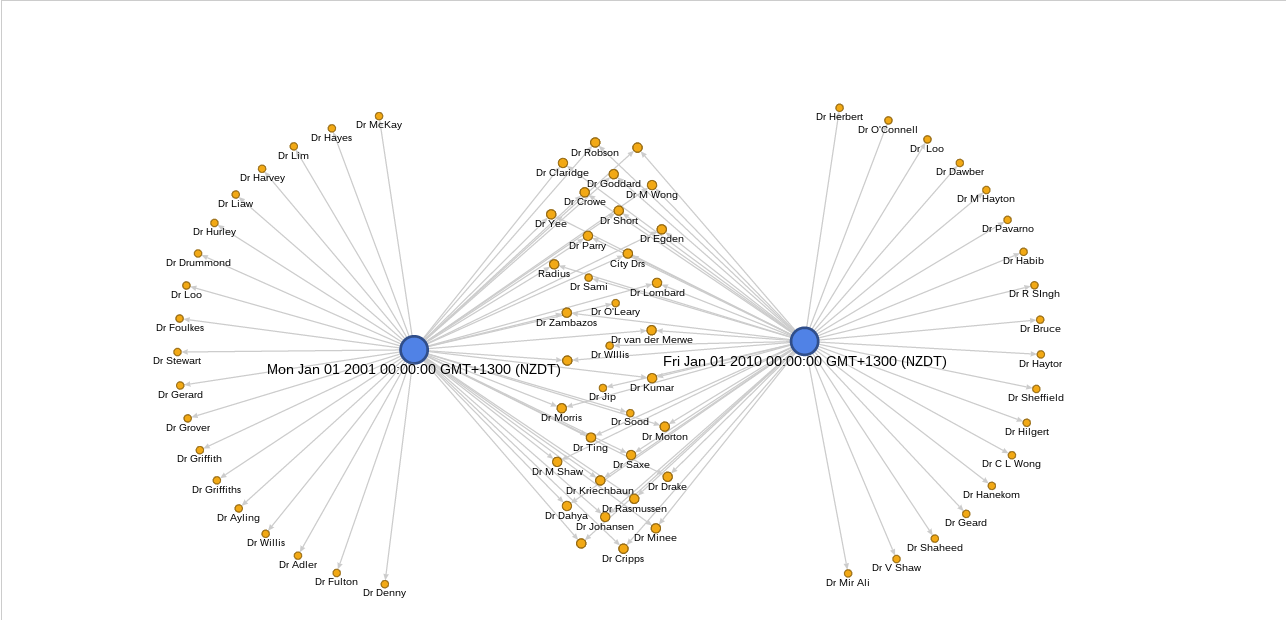 Dr McKay
Dr Hayes
Dr Lim
Dr Harvey
Dr Liaw
Dr Hurley
Dr Drummond
Dr Loo
Dr Foulkes
Dr Stewart
Dr Gerard
Dr Grover
Dr Griffith
Dr Griffiths
Dr Ayling
Dr Willis
Dr Adler
Dr Fulton
Dr Denny
Mon Jan 01 2001 00:00:00 GMT+1300 (NZDT)
Dr Robson
Dr Claridge
Dr Goddard
Dr M Wong
Dr Crowe
Dr Short
Dr Yee
Dr Egden
Dr Parry
City Drs
Radius
Dr Sami
Dr Lombard
Dr O'Leary
Dr Zambazos
Dr van der Merwe
Dr WIllis
Dr Kumar
Dr Jip
Dr Morris
Dr Sood
Dr Morton
Dr Ting
Dr Saxe
Dr M Shaw
Dr Drake
Dr Kriechbaun
Dr Rasmussen
Dr Dahya
Dr Johansen
Dr Minee
Dr Cripps
Fri Jan 01 2010 00:00:00 GMT+1300 (NZDT)
Dr Herbert
Dr O'Connell
Dr  Loo
Dr Dawber
Dr M Hayton
Dr Pavarno
Dr Habib
Dr R SIngh
Dr Bruce
Dr Haytor
Dr Sheffield
Dr Hilgert
Dr C L Wong
Dr Hanekom
Dr Geard
Dr Shaheed
Dr V Shaw
Dr Mir Ali